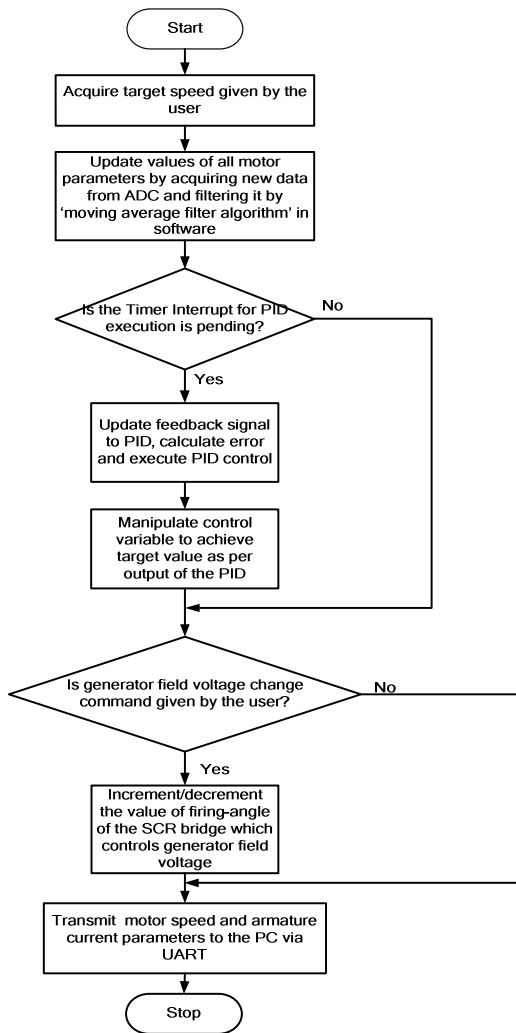 Start
Acquire target speed given by the
user
Update values of all motor
parameters by acquiring new data
from ADC and filtering it by
‘moving average filter algorithm’ in
software
Is the Timer Interrupt for PID
execution is pending?
No
Yes
Update feedback signal
to PID, calculate error
and execute PID control
Manipulate control
variable to achieve
target value as per
output of the PID
Is generator field voltage change
command given by the user?
No
Yes
Increment/decrement
the value of firing-angle
of the SCR bridge which
controls generator field
voltage
Transmit motor speed and armature
current parameters to the PC via
UART
Stop